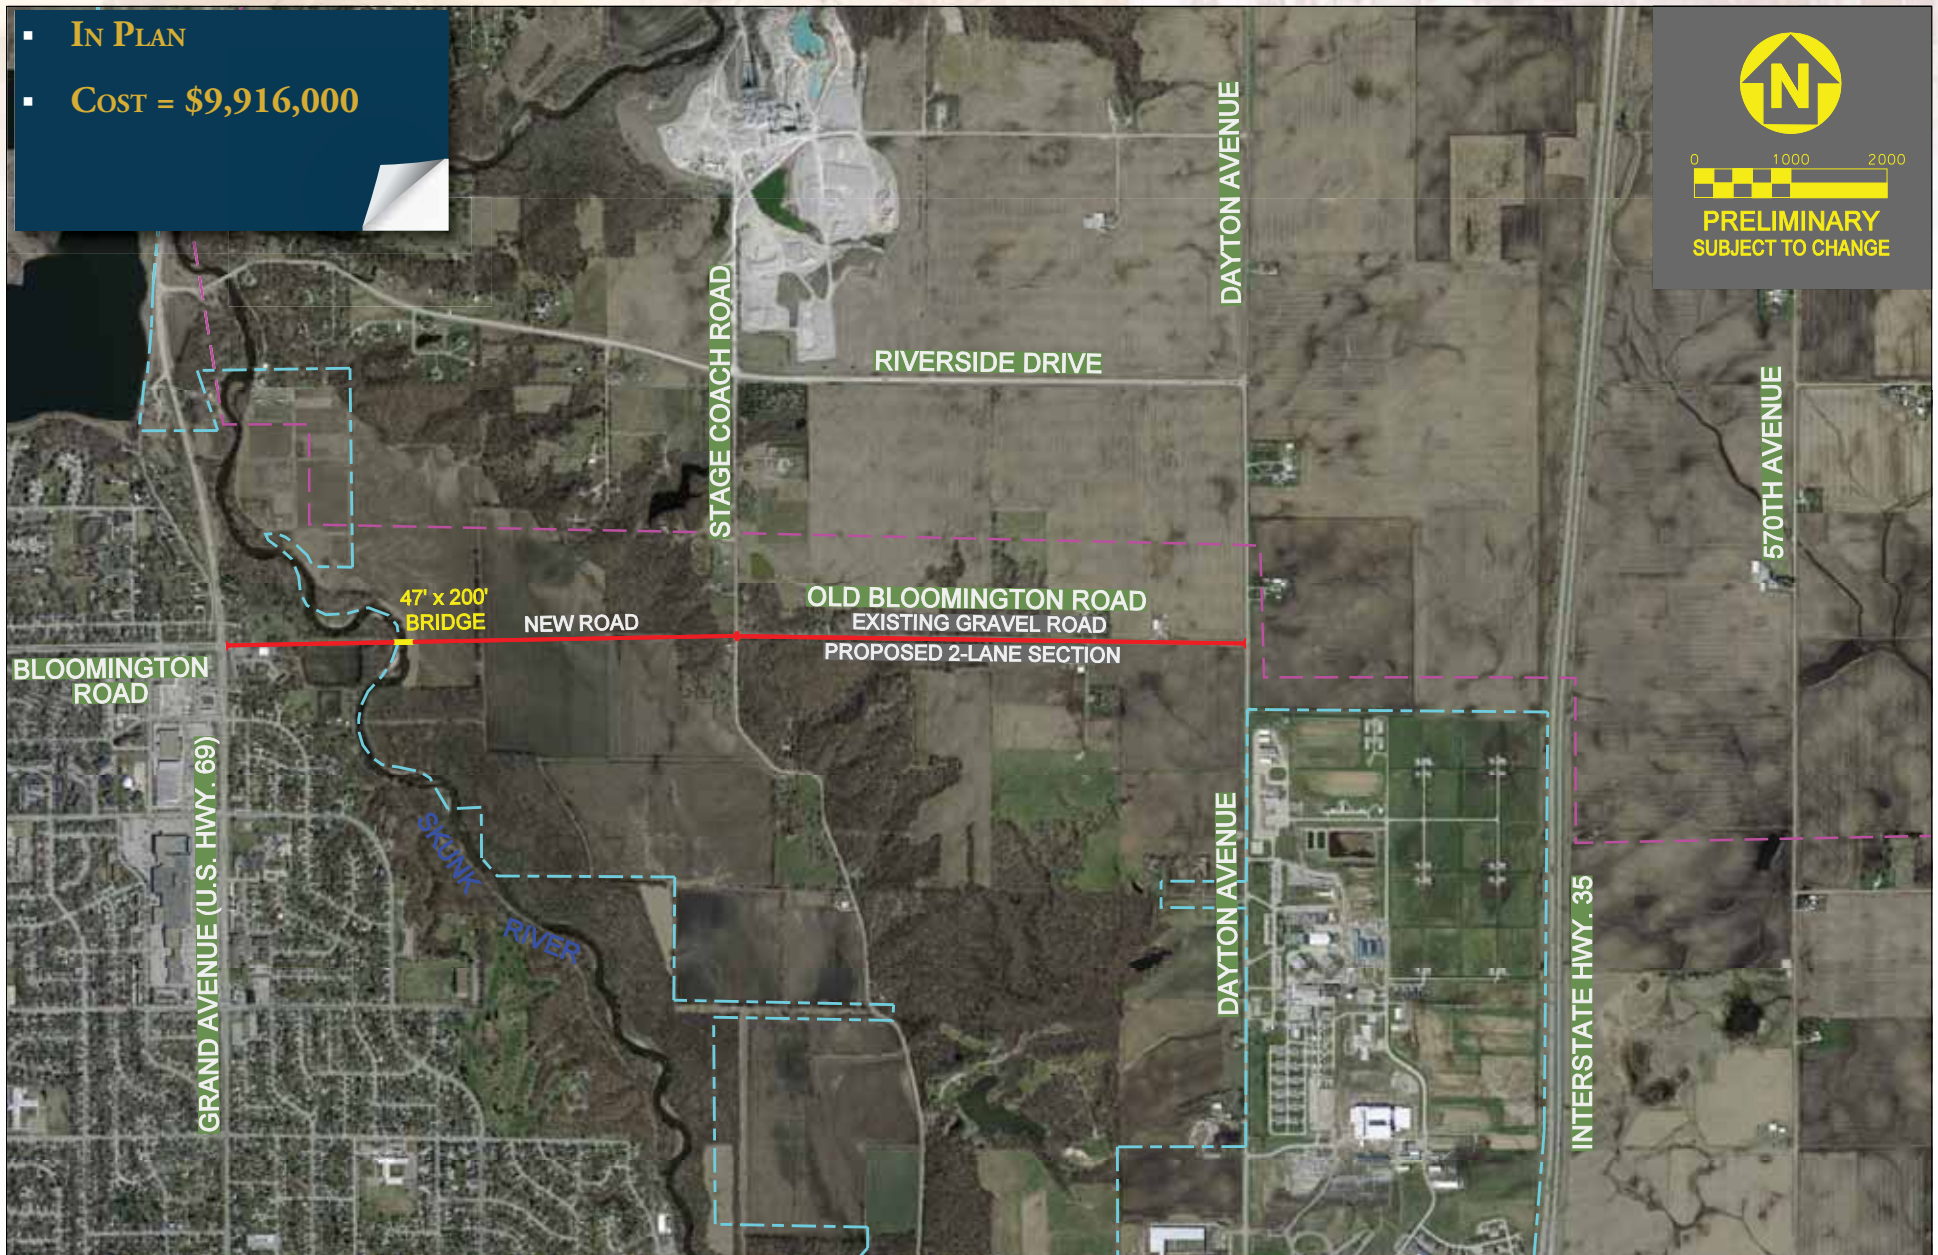 ▪ IN PLAN
▪ COST = $9,916,000
N
0 1000 2000
PRELIMINARY
SUBJECT TO CHANGE
DAYTON AVENUE
STAGE COACH ROAD
RIVERSIDE DRIVE
570TH AVENUE
47' x 200'
BRIDGE
NEW ROAD
OLD BLOOMINGTON ROAD
EXISTING GRAVEL ROAD
PROPOSED 2-LANE SECTION
BLOOMINGTON
ROAD
GRAND AVENUE (U.S. HWY. 69)
SKUNK
RIVER
DAYTON AVENUE
INTERSTATE HWY. 35